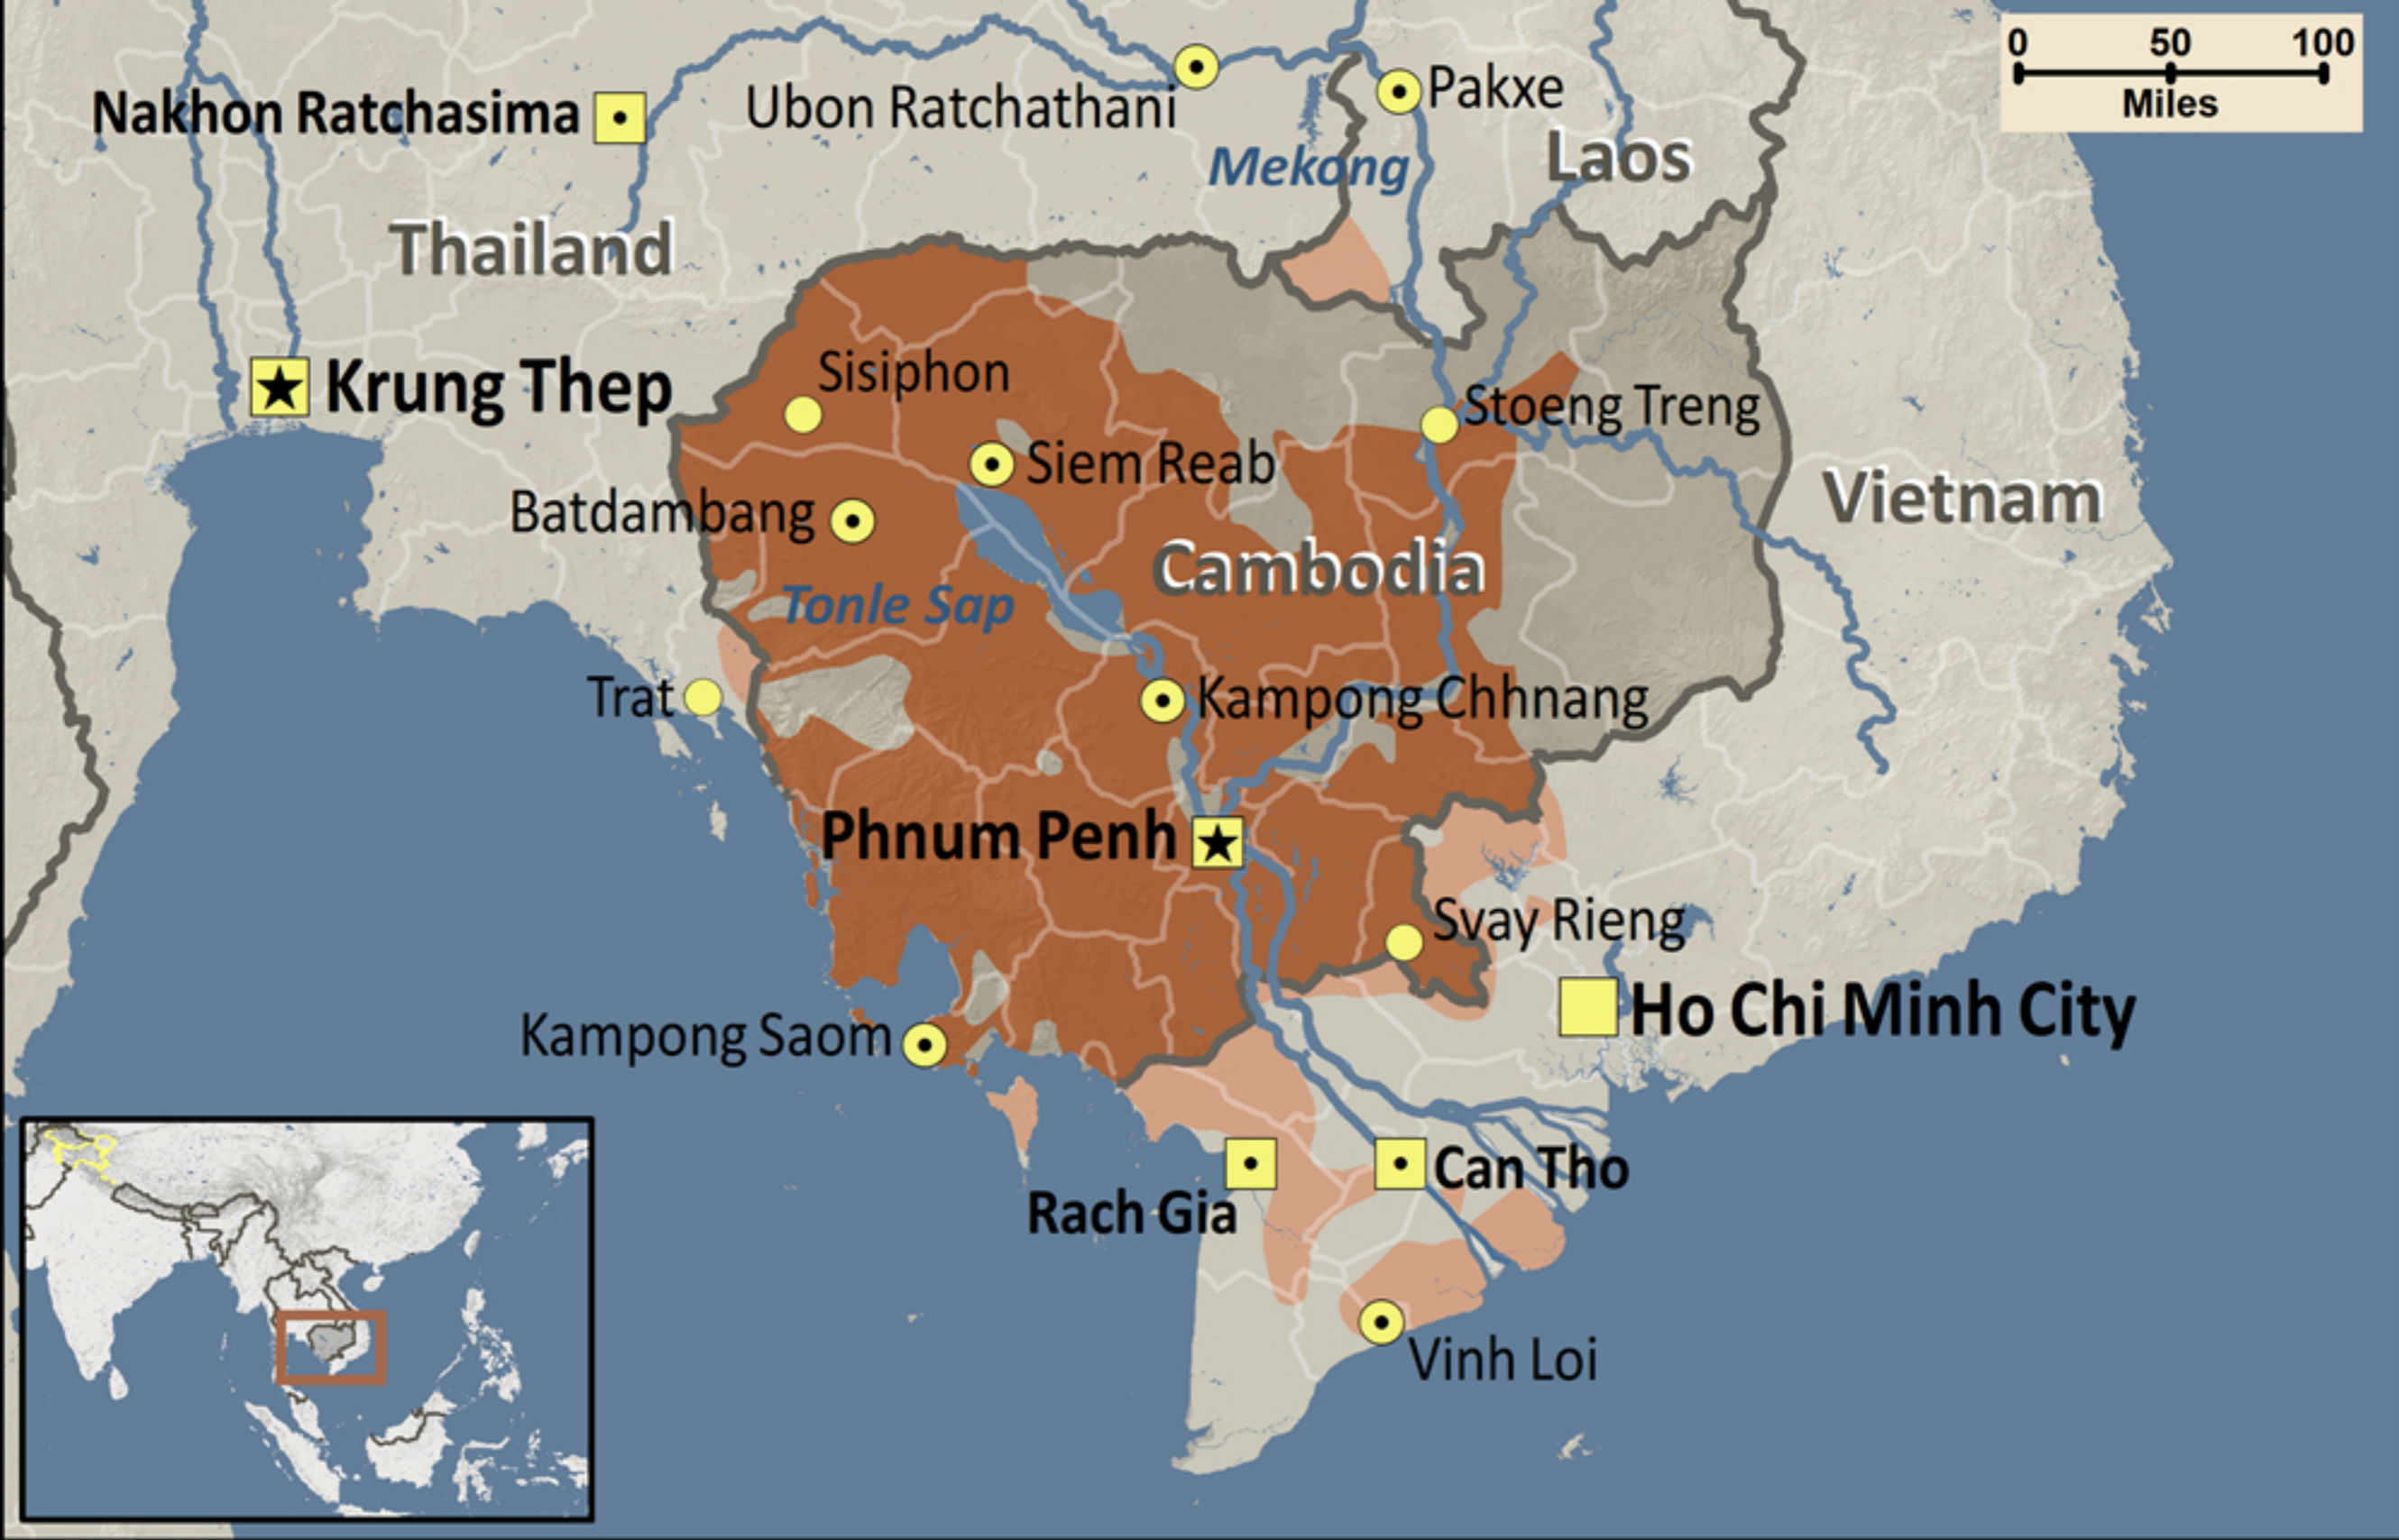 0 50 100
Miles
Nakhon Ratchasima
Ubon Ratchathani
Pakxe
Mekong
Laos
Thailand
Krung Thep
Sisiphon
Stoeng Treng
Siem Reab
Batdambang
Vietnam
Cambodia
Tonle Sap
Trat
Kampong Chhnang
Phnum Penh
Svay Rieng
Kampong Saom
Ho Chi Minh City
Can Tho
Rach Gia
Vinh Loi